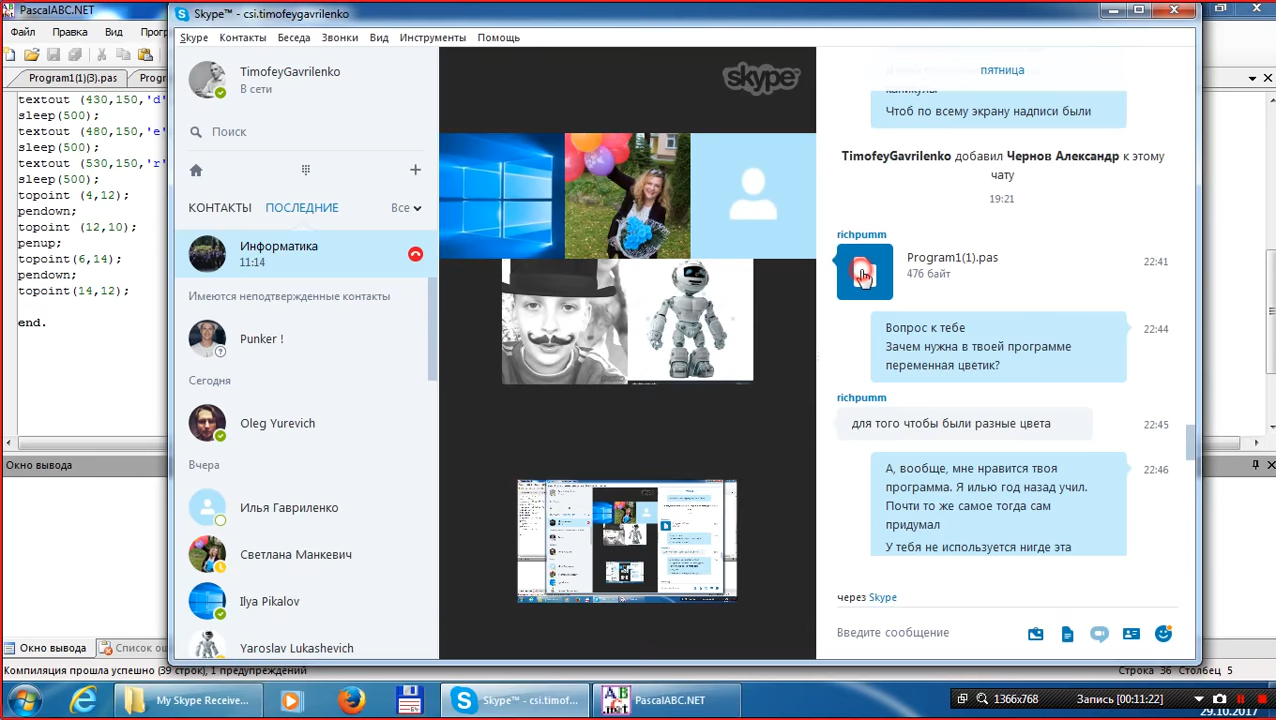 PascalABC.NET
Файл Правка Вид
Program1(1)(3).pas
textout (430,150,'d'
sleep(500);
textout (480,150,'e'
sleep(500);
textout (530,150,'r'
sleep(500);
topoint (4,12);
pendown;
topoint (12,10);
penup;
topoint(6,14);
pendown;
topoint(14,12);
end.
Окно вывода
Окно вывода
Компиляция прошла успешно (39 строк), 1 предупреждений
Строка 36 Столбец 5
Skype™ - csi.timofeygavrilenko
Skype Контакты Беседа Звонки Вид Инструменты Помощь
TimofeyGavrilenko
В сети
Поиск
КОНТАКТЫ ПОСЛЕДНИЕ Все
Информатика
11:14
Имеются неподтвержденные контакты
Punker !
Сегодня
Oleg Yurevich
Вчера
Илья Гавриленко
Светлана Манкевич
Pikalov
Yaroslav Lukashevich
skype
пятница
каникулы
Чтоб по всему экрану надписи были
TimofeyGavrilenko добавил Чернов Александр к этому
чату
19:21
richpumm
Program1(1).pas 22:41
476 байт
Вопрос к тебе 22:44
Зачем нужна в твоей программе
переменная цветик?
richpumm
для того чтобы были разные цвета 22:45
А, вообще, мне нравится твоя 22:46
программа. Я илью год назад учил.
Почти то же самое тогда сам
придумал
У тебя не используется нигде эта
через Skype
Введите сообщение
My Skype Receive...
Skype™ - csi.timof...
PascalABC.NET
1366x768
Запись [00:11:22]
29.10.2017